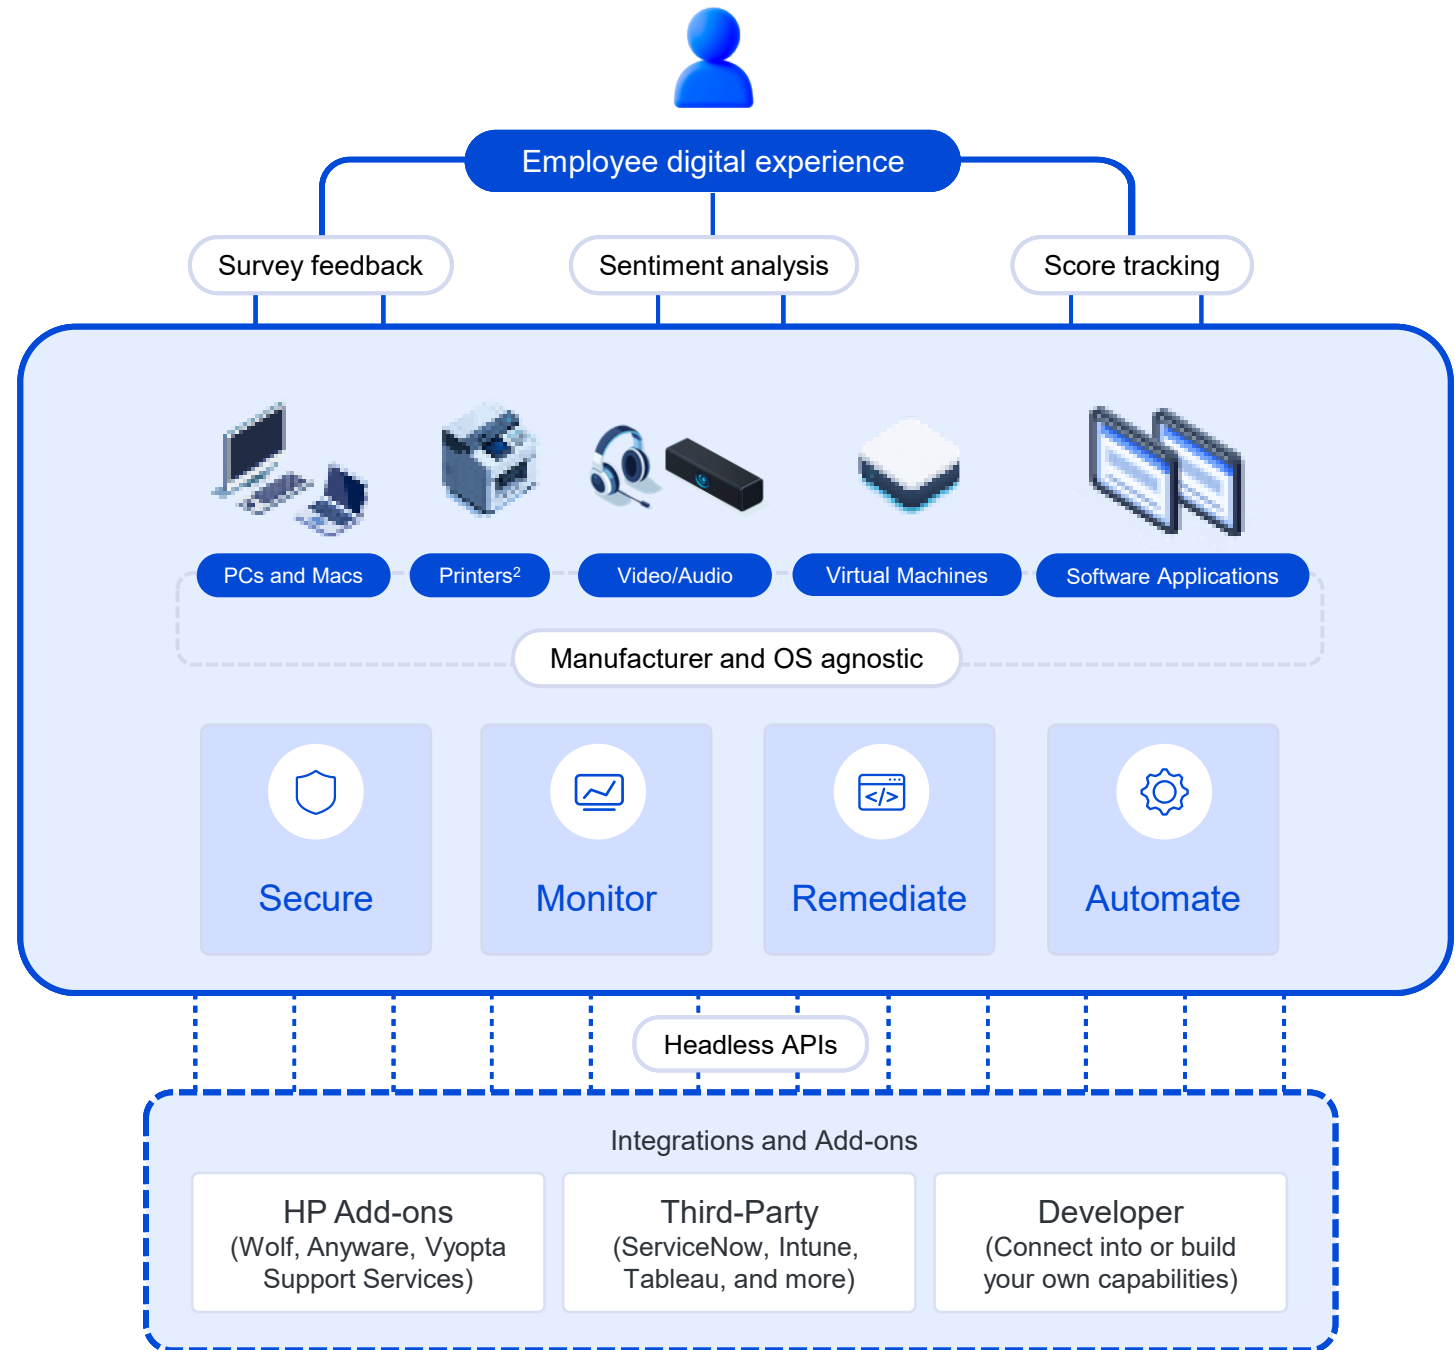 Employee digital experience
Survey feedback
Sentiment analysis
Score tracking
PCs and Macs
Printers²
Video/Audio
Virtual Machines
Software Applications
Manufacturer and OS agnostic
Secure
Monitor
Remediate
Automate
Headless APIs
Integrations and Add-ons
HP Add-ons
(Wolf, Anyware, Vyopta
Support Services)
Third-Party
(ServiceNow, Intune,
Tableau, and more)
Developer
(Connect into or build
your own capabilities)